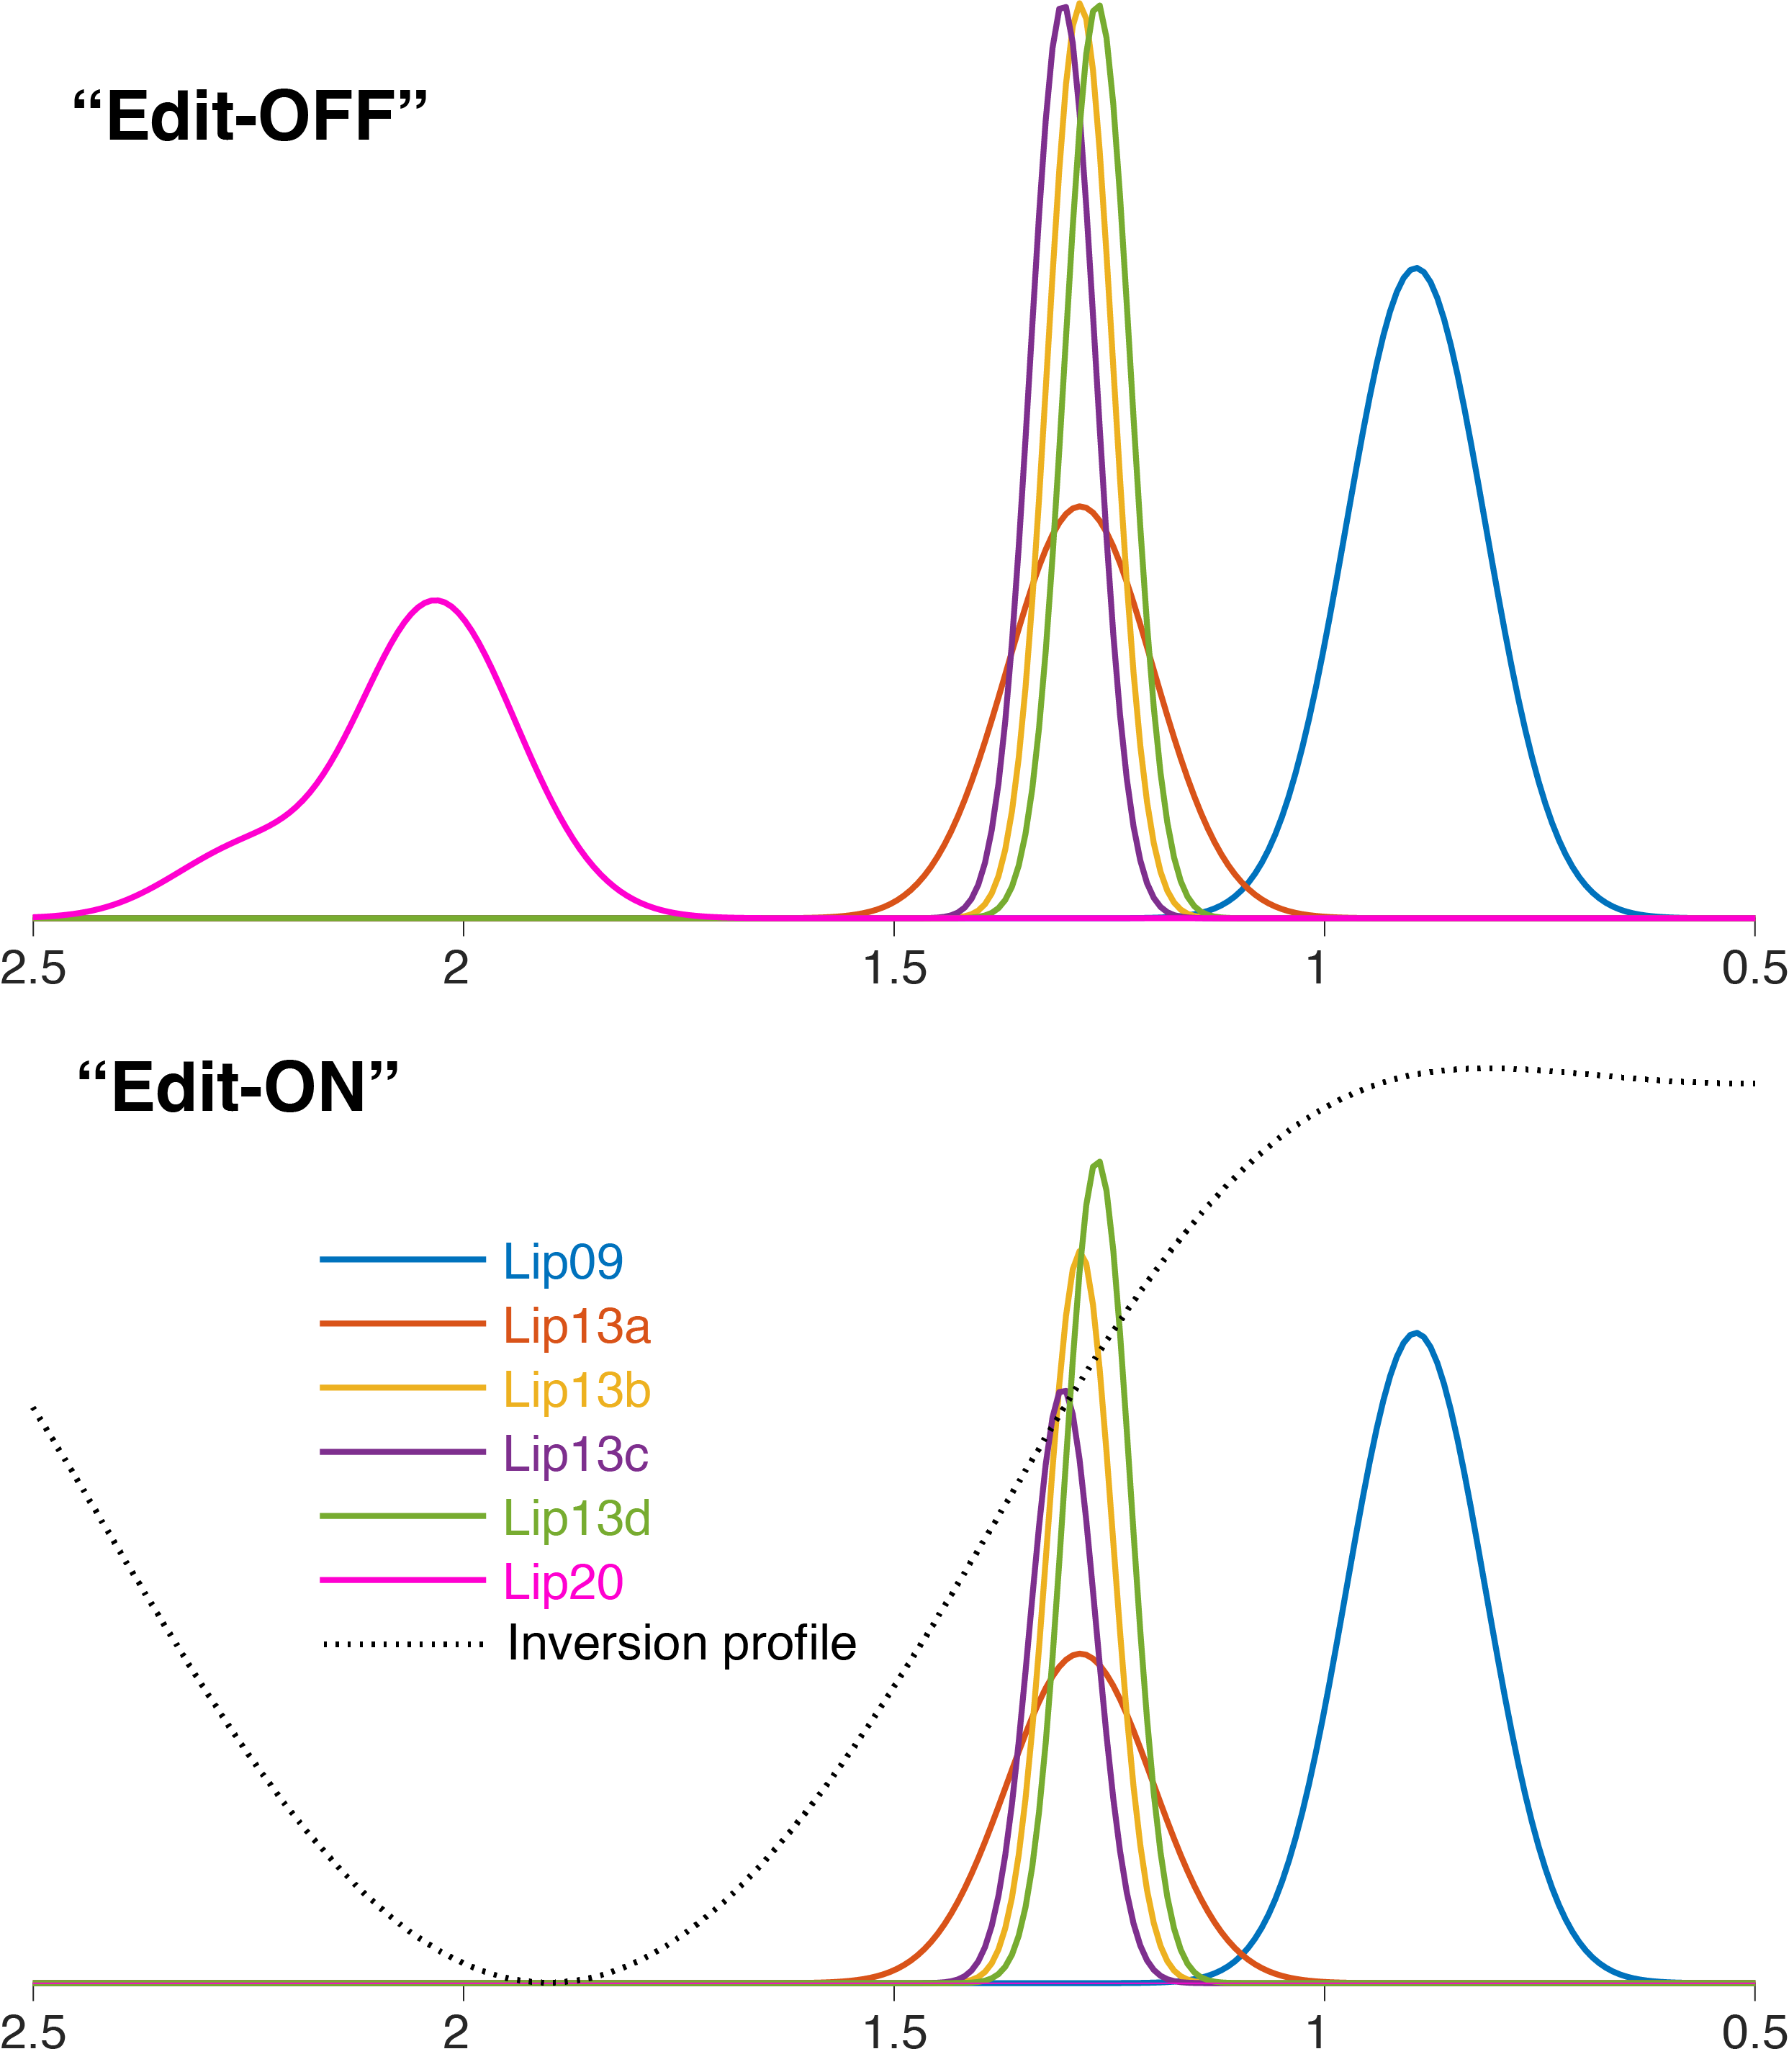 “Edit-OFF”
2.5 2 1.5 1 0.5
“Edit-ON”
Lip09
Lip13a
Lip13b
Lip13c
Lip13d
Lip20
Inversion profile
2.5 2 1.5 1 0.5